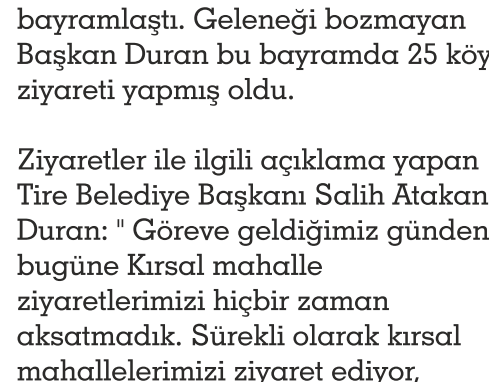 bayramlaştı. Geleneği bozmayan
Başkan Duran bu bayramda 25 köy
ziyareti yapmış oldu.
Ziyaretler ile ilgili açıklama yapan
Tire Belediye Başkanı Salih Atakan
Duran: " Göreve geldiğimiz günden
bugüne Kırsal mahalle
ziyaretlerimizi hiçbir zaman
aksatmadık. Sürekli olarak kırsal
mahallelerimizi ziyaret ediyor,